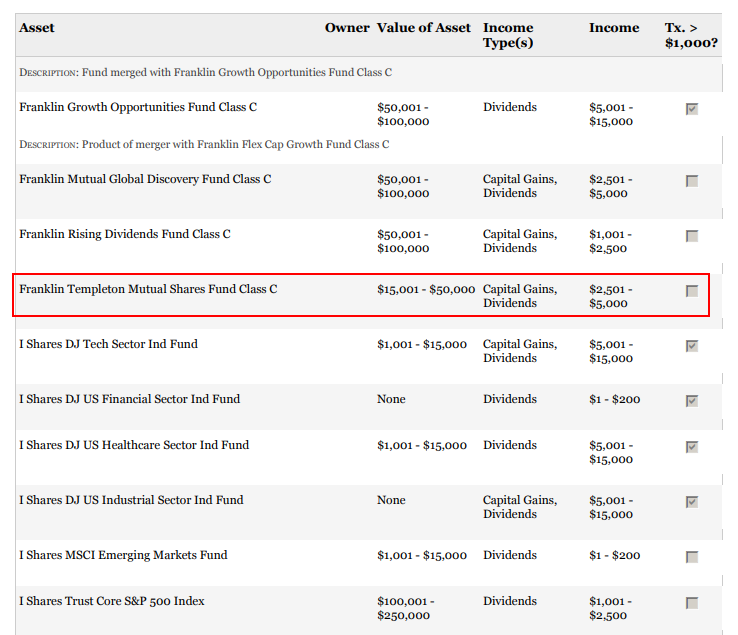 Asset Owner Value of Asset Income Type(s) Income Tx. > $1,000?
DESCRIPTION: Fund merged with Franklin Growth Opportunities Fund Class C
Franklin Growth Opportunities Fund Class C $50,001 - $100,000 Dividends $5,001 - $15,000
DESCRIPTION: Product of merger with Franklin Flex Cap Growth Fund Class C
Franklin Mutual Global Discovery Fund Class C $50,001 - $100,000 Capital Gains, Dividends $2,501 - $5,000
Franklin Rising Dividends Fund Class C $50,001 - $100,000 Capital Gains, Dividends $1,001 - $2,500
Franklin Templeton Mutual Shares Fund Class C $15,001 - $50,000 Capital Gains, Dividends $2,501 - $5,000
I Shares DJ Tech Sector Ind Fund $1,001 - $15,000 Capital Gains, Dividends $5,001 - $15,000
I Shares DJ US Financial Sector Ind Fund None Dividends $1 - $200
I Shares DJ US Healthcare Sector Ind Fund $1,001 - $15,000 Dividends $5,001 - $15,000
I Shares DJ US Industrial Sector Ind Fund None Capital Gains, Dividends $5,001 - $15,000
I Shares MSCI Emerging Markets Fund $1,001 - $15,000 Dividends $1 - $200
I Shares Trust Core S&P 500 Index $100,001 - $250,000 Dividends $1,001 - $2,500